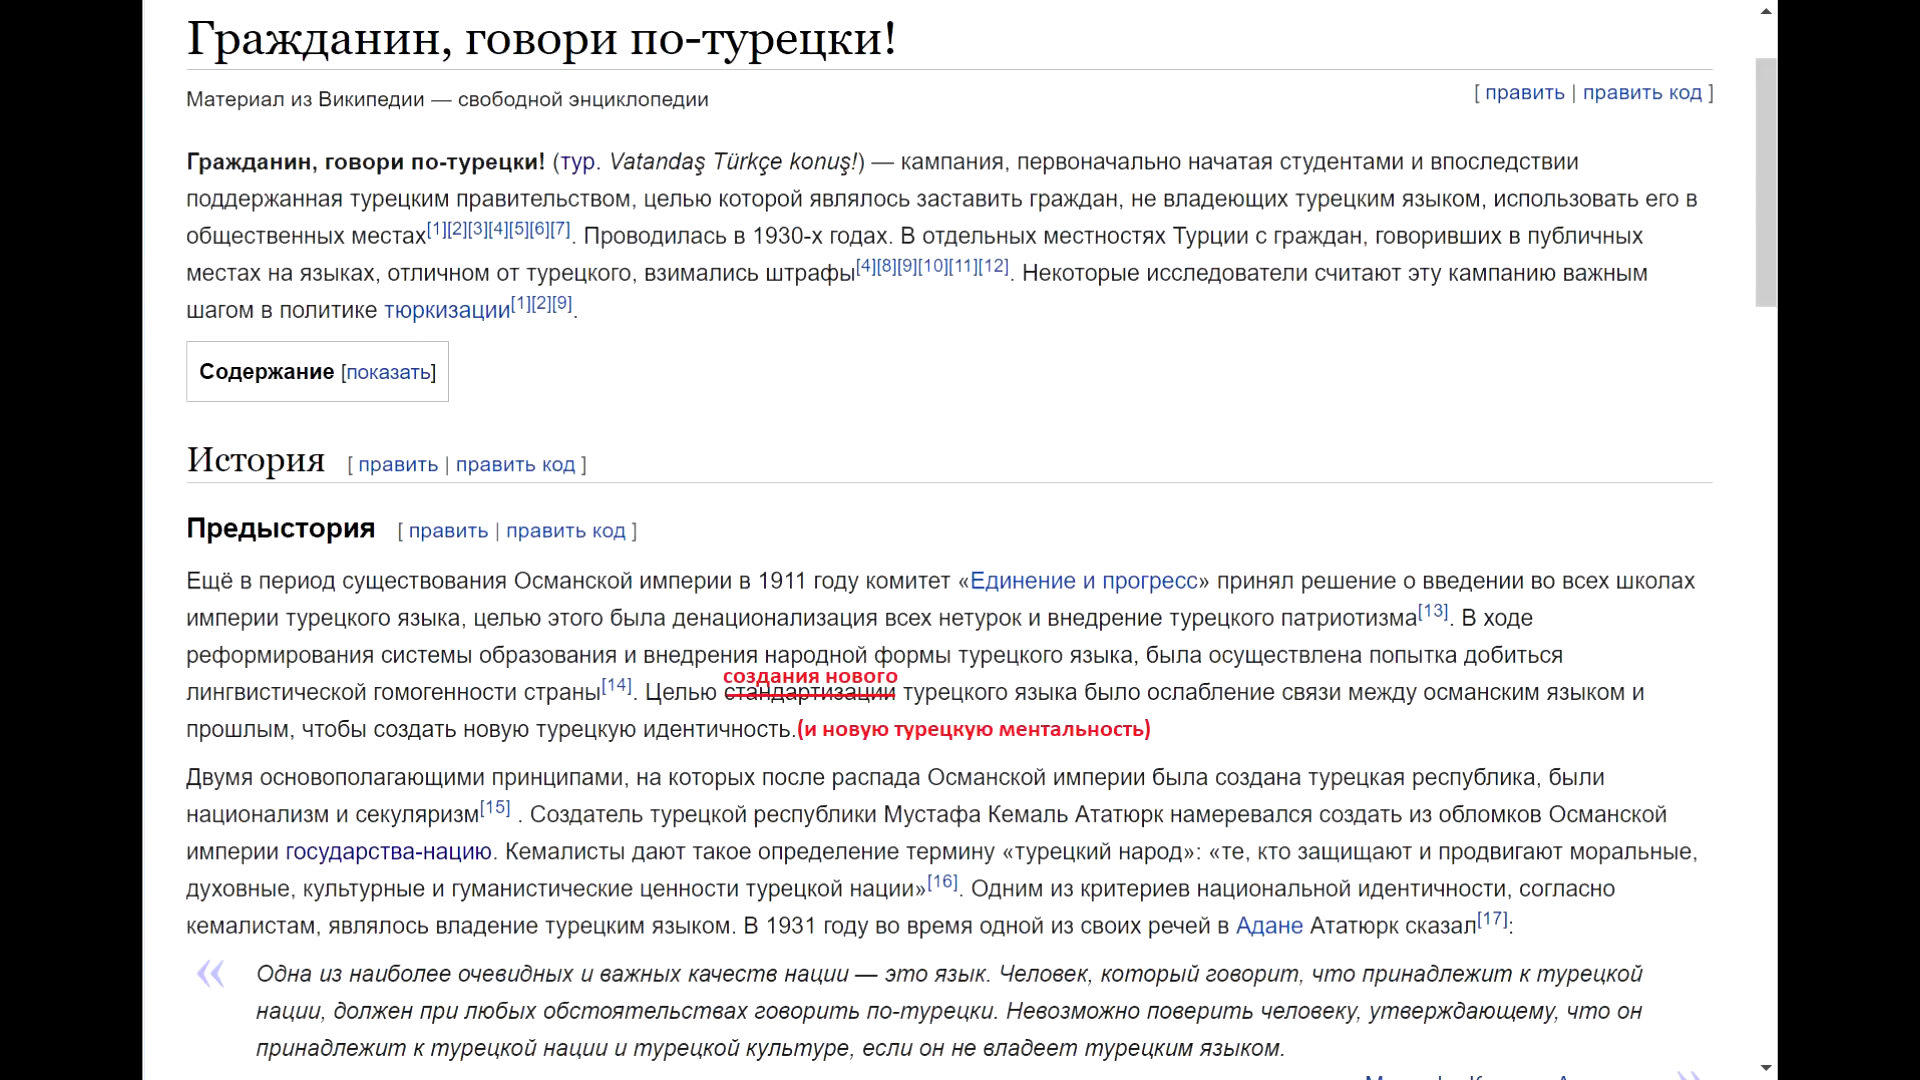 Гражданин, говори по-турецки!
Материал из Википедии — свободной энциклопедии
[ править | править код ]
Гражданин, говори по-турецки! (тур. Vatandaş Türkçe konuş!) — кампания, первоначально начатая студентами и впоследствии
поддержанная турецким правительством, целью которой являлось заставить граждан, не владеющих турецким языком, использовать его в
общественных местах[1][2][3][4][5][6][7]. Проводилась в 1930-х годах. В отдельных местностях Турции с граждан, говоривших в публичных
местах на языках, отличном от турецкого, взимались штрафы[4][8][9][10][11][12]. Некоторые исследователи считают эту кампанию важным
шагом в политике тюркизации[1][2][9].
Содержание [показать]
История [ править | править код ]
Предыстория [ править | править код ]
Ещё в период существования Османской империи в 1911 году комитет «Единение и прогресс» принял решение о введении во всех школах
империи турецкого языка, целью этого была денационализация всех нетурок и внедрение турецкого патриотизма[13]. В ходе
реформирования системы образования и внедрения народной формы турецкого языка, была осуществлена попытка добиться
создания нового
лингвистической гомогенности страны[14]. Целью стандартизации турецкого языка было ослабление связи между османским языком и
прошлым, чтобы создать новую турецкую идентичность.(и новую турецкую ментальность)
Двумя основополагающими принципами, на которых после распада Османской империи была создана турецкая республика, были
национализм и секуляризм[15] . Создатель турецкой республики Мустафа Кемаль Ататюрк намеревался создать из обломков Османской
империи государства-нацию. Кемалисты дают такое определение термину «турецкий народ»: «те, кто защищают и продвигают моральные,
духовные, культурные и гуманистические ценности турецкой нации»[16]. Одним из критериев национальной идентичности, согласно
кемалистам, являлось владение турецким языком. В 1931 году во время одной из своих речей в Адане Ататюрк сказал[17]:
« Одна из наиболее очевидных и важных качеств нации — это язык. Человек, который говорит, что принадлежит к турецкой
нации, должен при любых обстоятельствах говорить по-турецки. Невозможно поверить человеку, утверждающему, что он
принадлежит к турецкой нации и турецкой культуре, если он не владеет турецким языком.